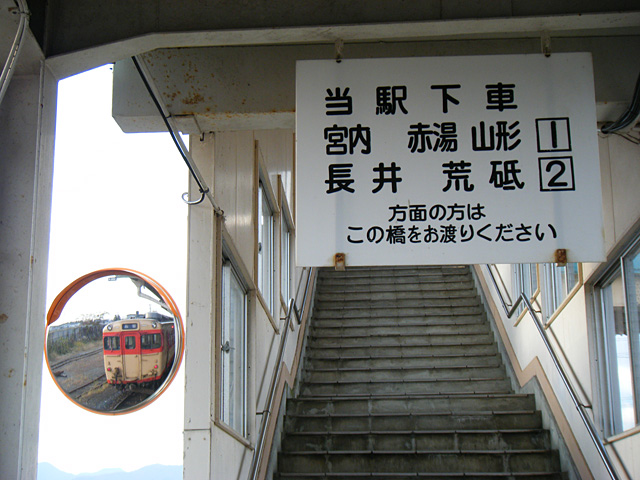 当駅下車
宮内 赤湯 山形 1
長井 荒砥 2
方面の方は
この橋をお渡りください